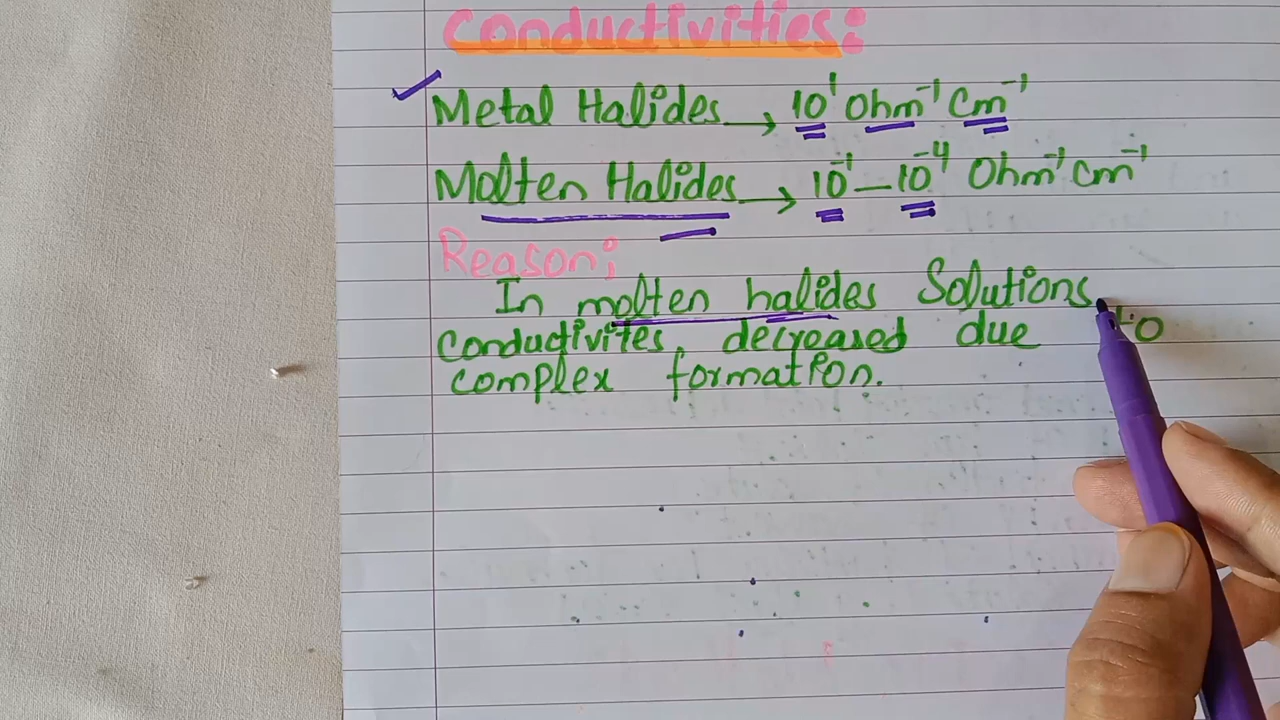 Conductivities:
Metal Halides → 10¹ Ohm⁻¹ Cm⁻¹
Molten Halides → 10⁻¹ – 10⁻⁴ Ohm⁻¹ Cm⁻¹
Reason;
In molten halides Solutions
conductivites, decreased due to
complex formation.